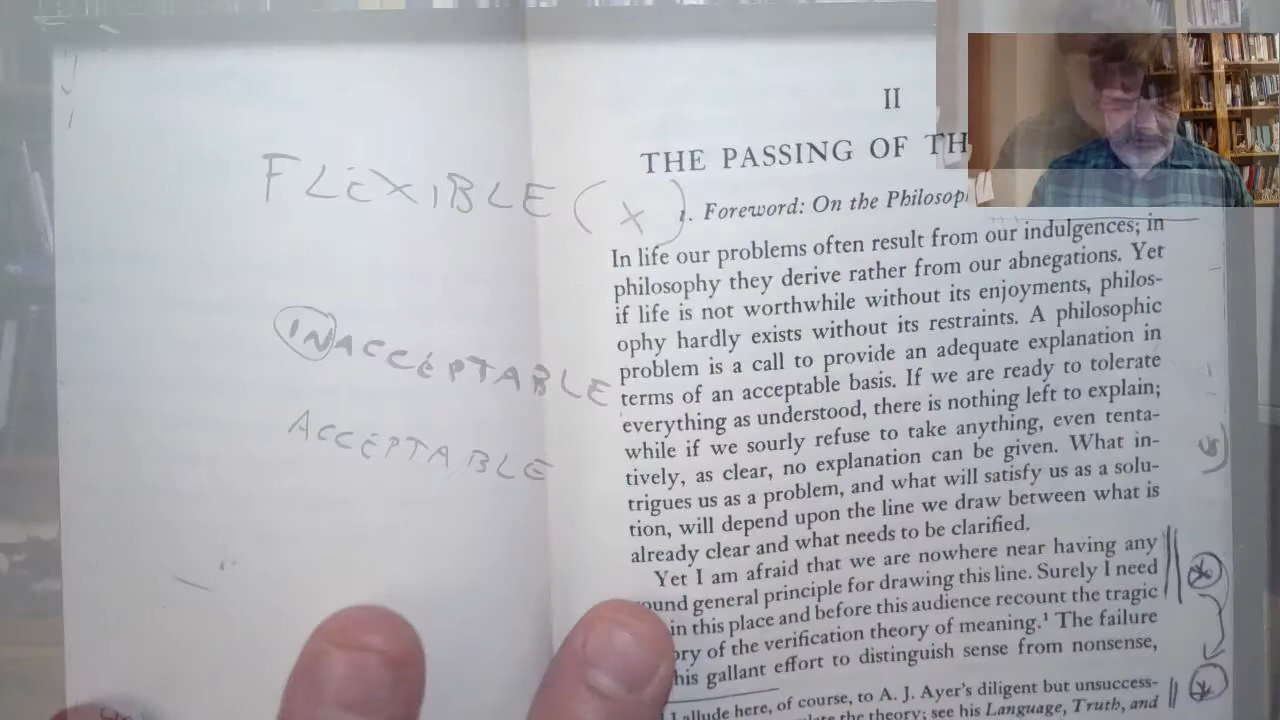 FLEXIBLE (x)
INACCEPTABLE
ACCEPTABLE
II
THE PASSING OF TH
1. Foreword: On the Philosop
In life our problems often result from our indulgences; in
philosophy they derive rather from our abnegations. Yet
if life is not worthwhile without its enjoyments, philos-
ophy hardly exists without its restraints. A philosophic
problem is a call to provide an adequate explanation in
terms of an acceptable basis. If we are ready to tolerate
everything as understood, there is nothing left to explain;
while if we sourly refuse to take anything, even tenta-
tively, as clear, no explanation can be given. What in-
trigues us as a problem, and what will satisfy us as a solu-
tion, will depend upon the line we draw between what is
already clear and what needs to be clarified.
Yet I am afraid that we are nowhere near having any
ound general principle for drawing this line. Surely I need
in this place and before this audience recount the tragic
ory of the verification theory of meaning.¹ The failure
his gallant effort to distinguish sense from nonsense,
I allude here, of course, to A. J. Ayer's diligent but unsuccess-
the theory; see his Language, Truth, and